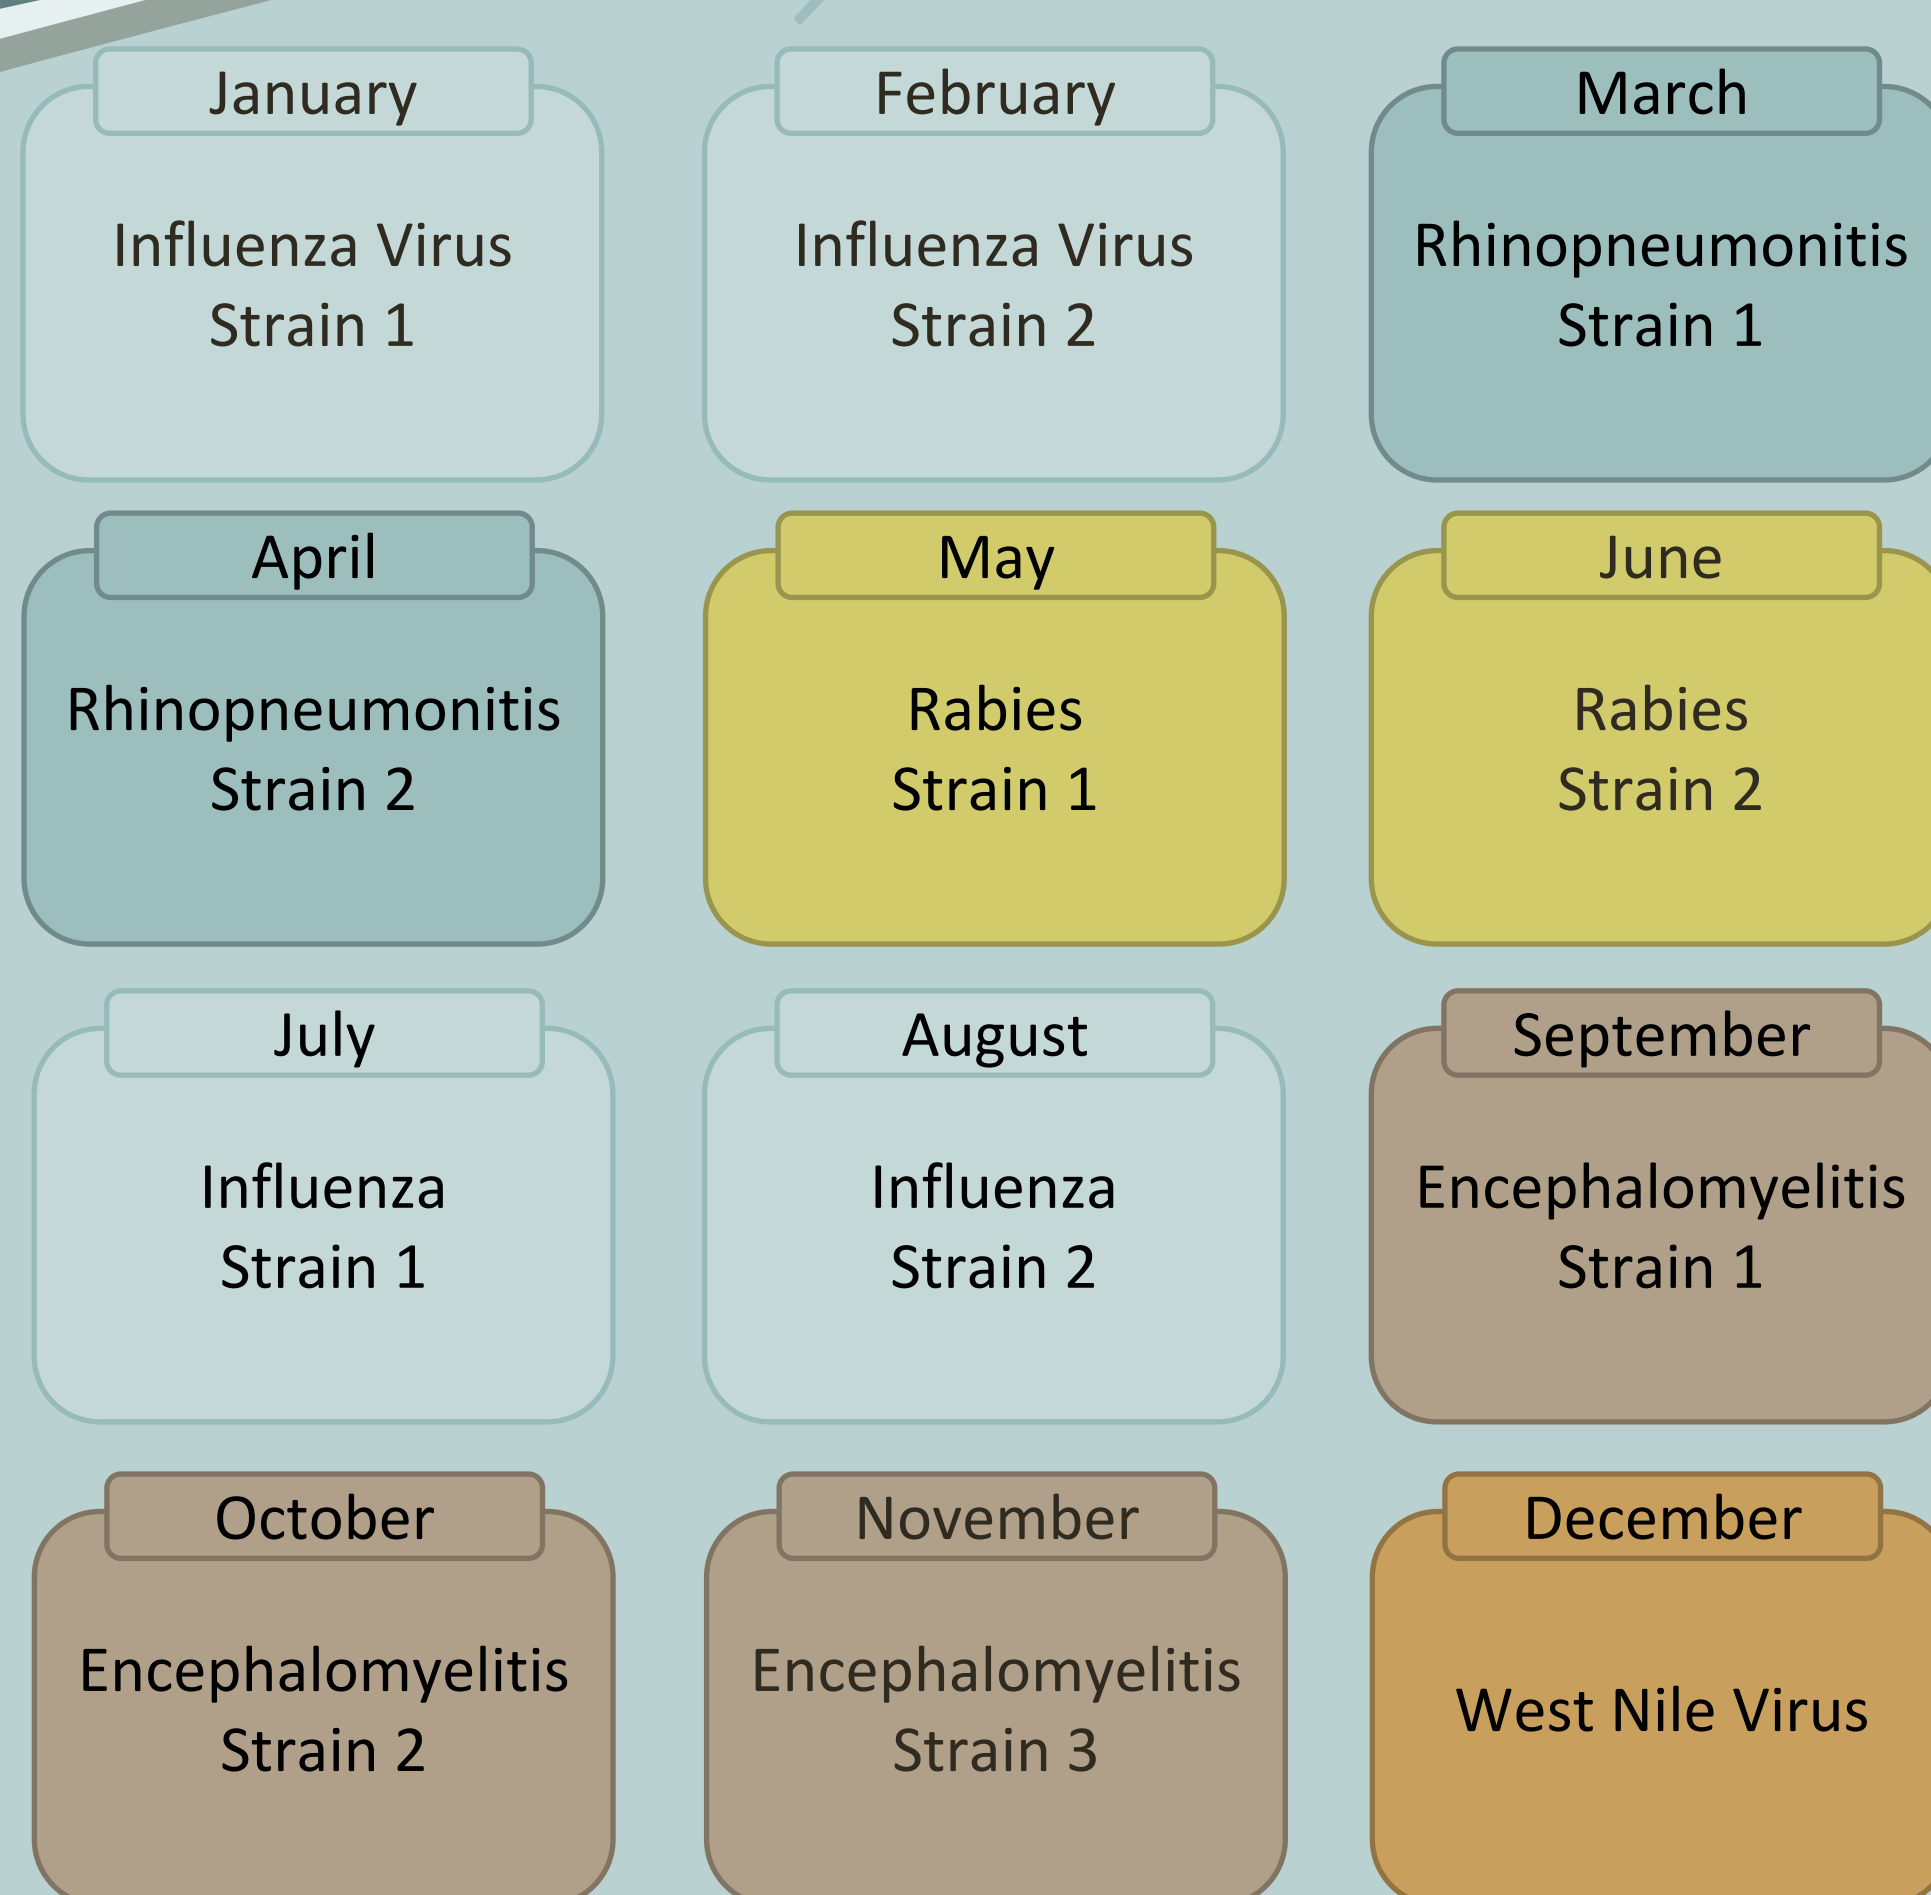 January
Influenza Virus
Strain 1
February
Influenza Virus
Strain 2
March
Rhinopneumonitis
Strain 1
April
Rhinopneumonitis
Strain 2
May
Rabies
Strain 1
June
Rabies
Strain 2
July
Influenza
Strain 1
August
Influenza
Strain 2
September
Encephalomyelitis
Strain 1
October
Encephalomyelitis
Strain 2
November
Encephalomyelitis
Strain 3
December
West Nile Virus